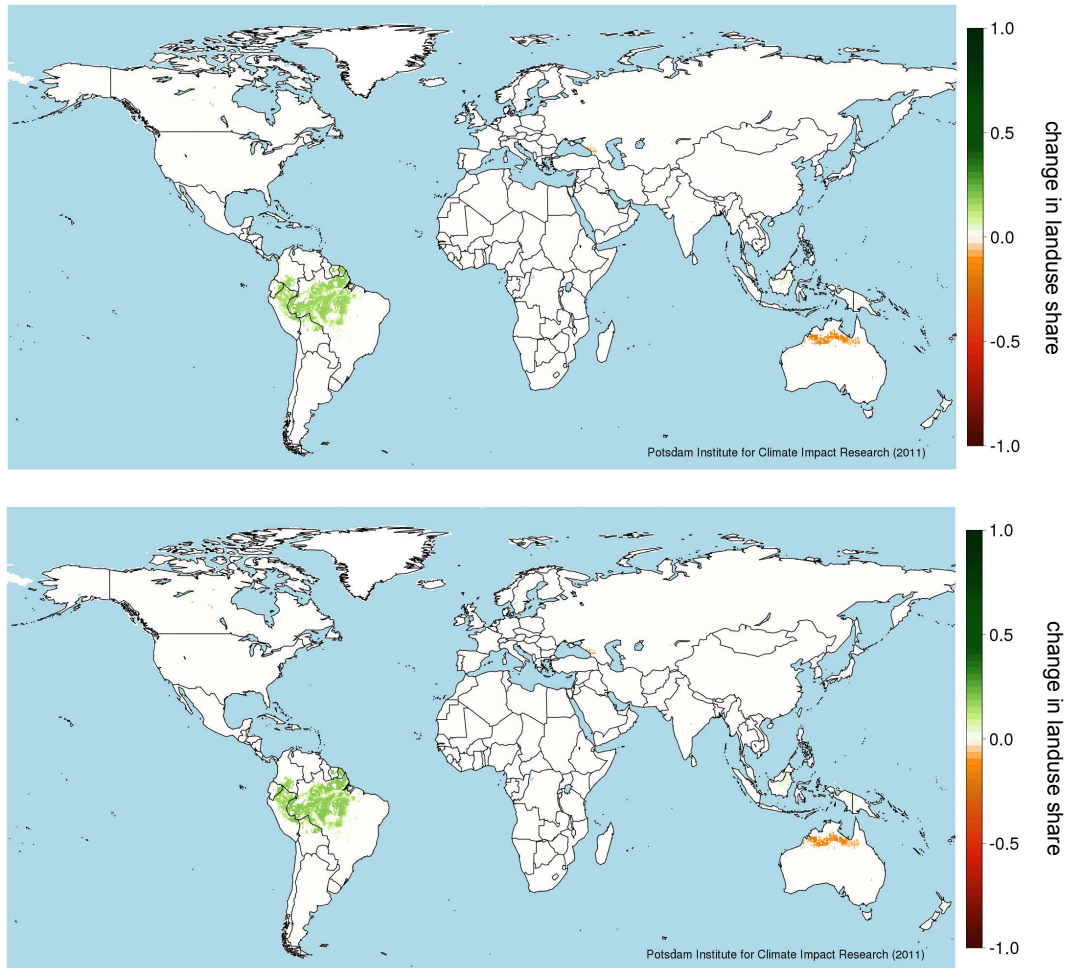 1.0
0.5
0.0
-0.5
-1.0
change in landuse share
Potsdam Institute for Climate Impact Research (2011)
1.0
0.5
0.0
-0.5
-1.0
change in landuse share
Potsdam Institute for Climate Impact Research (2011)